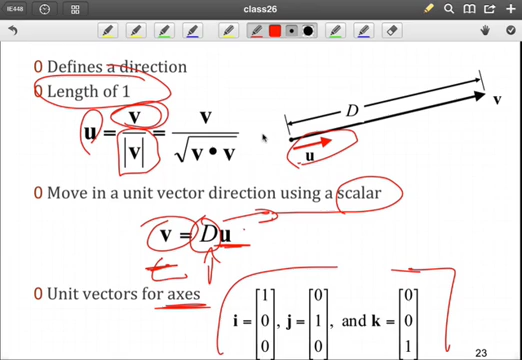 IE448
class26
0 Defines a direction
0 Length of 1
u = v / |v| = v / √(v • v)
D
v
u
0 Move in a unit vector direction using a scalar
v = Du
0 Unit vectors for axes
i = [1 0 0], j = [0 1 0], and k = [0 0 1]
23